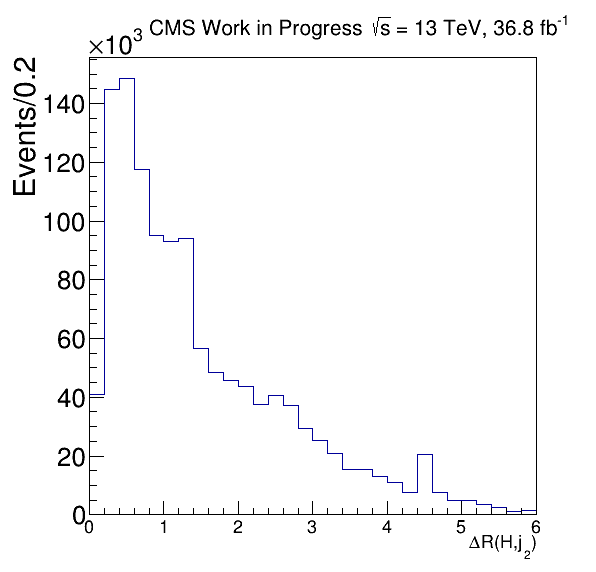 ×10³ CMS Work in Progress √s = 13 TeV, 36.8 fb⁻¹
Events/0.2
140
120
100
80
60
40
20
0
0 1 2 3 4 5 6
ΔR(H,j₂)